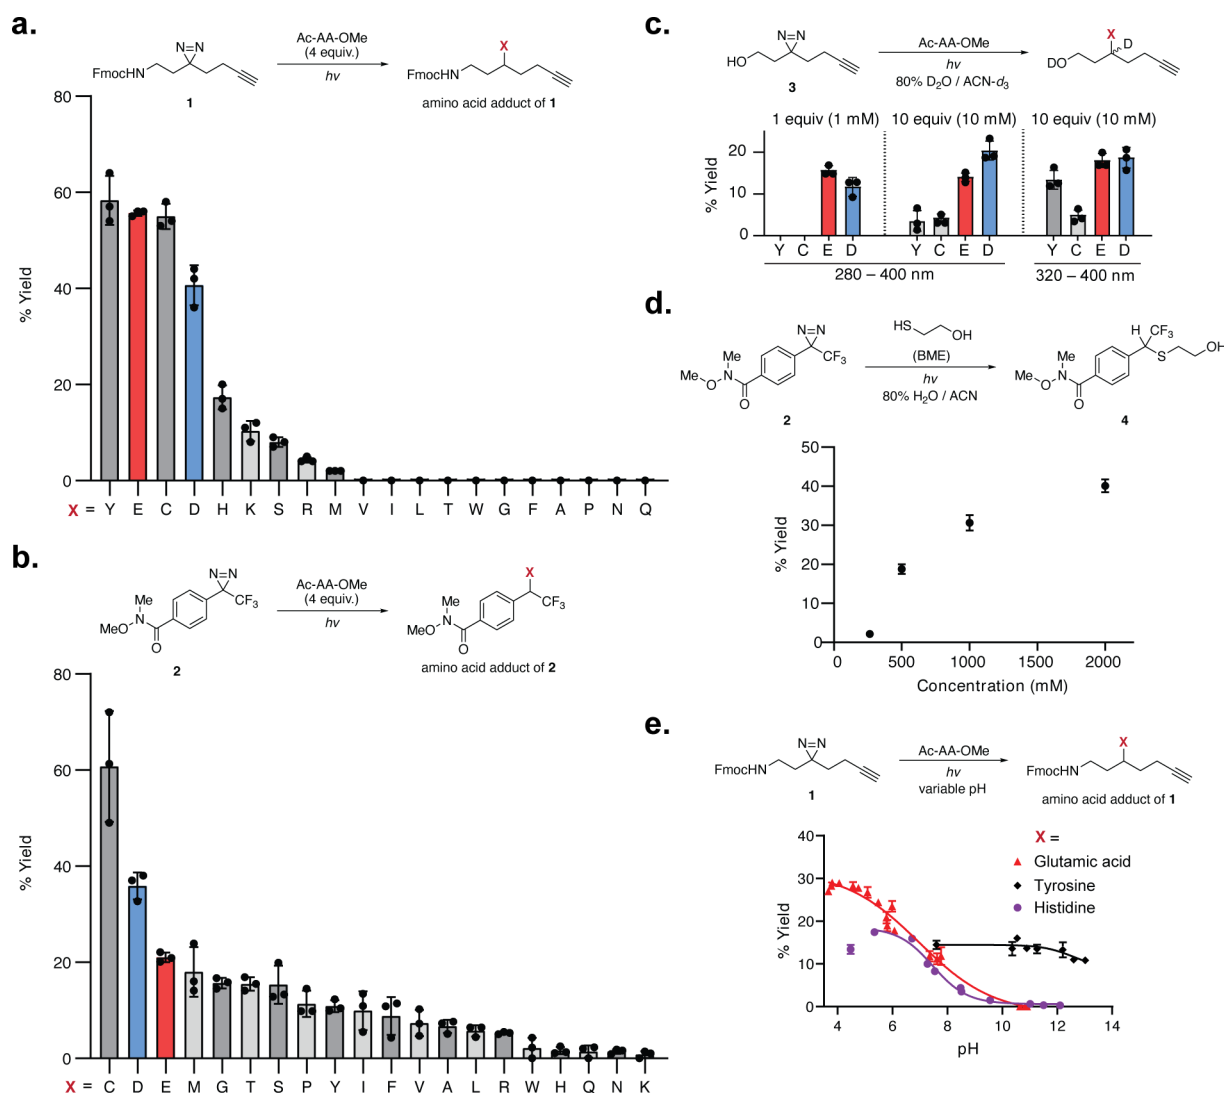 a.
N=N
FmocHN
1
Ac-AA-OMe
(4 equiv.)
hv
X
FmocHN
amino acid adduct of 1
80
60
40
20
0
% Yield
X = Y E C D H K S R M V I L T W G F A P N Q
b.
N=N
Me
N
MeO
O
CF3
2
Ac-AA-OMe
(4 equiv.)
hv
X
Me
N
MeO
O
CF3
amino acid adduct of 2
80
60
40
20
0
% Yield
X = C D E M G T S P Y I F V A L R W H Q N K
c.
N=N
HO
3
Ac-AA-OMe
hv
80% D2O / ACN-d3
X
D
DO
1 equiv (1 mM) 10 equiv (10 mM) 10 equiv (10 mM)
20
10
0
% Yield
Y C E D Y C E D Y C E D
280 – 400 nm 320 – 400 nm
d.
N=N
Me
N
MeO
O
CF3
2
HS
OH
(BME)
hv
80% H2O / ACN
H
CF3
S
OH
Me
N
MeO
O
4
50
40
30
20
10
0
% Yield
0 500 1000 1500 2000
Concentration (mM)
e.
N=N
FmocHN
1
Ac-AA-OMe
hv
variable pH
X
FmocHN
amino acid adduct of 1
40
30
20
10
0
% Yield
X =
Glutamic acid
Tyrosine
Histidine
4 6 8 10 12 14
pH